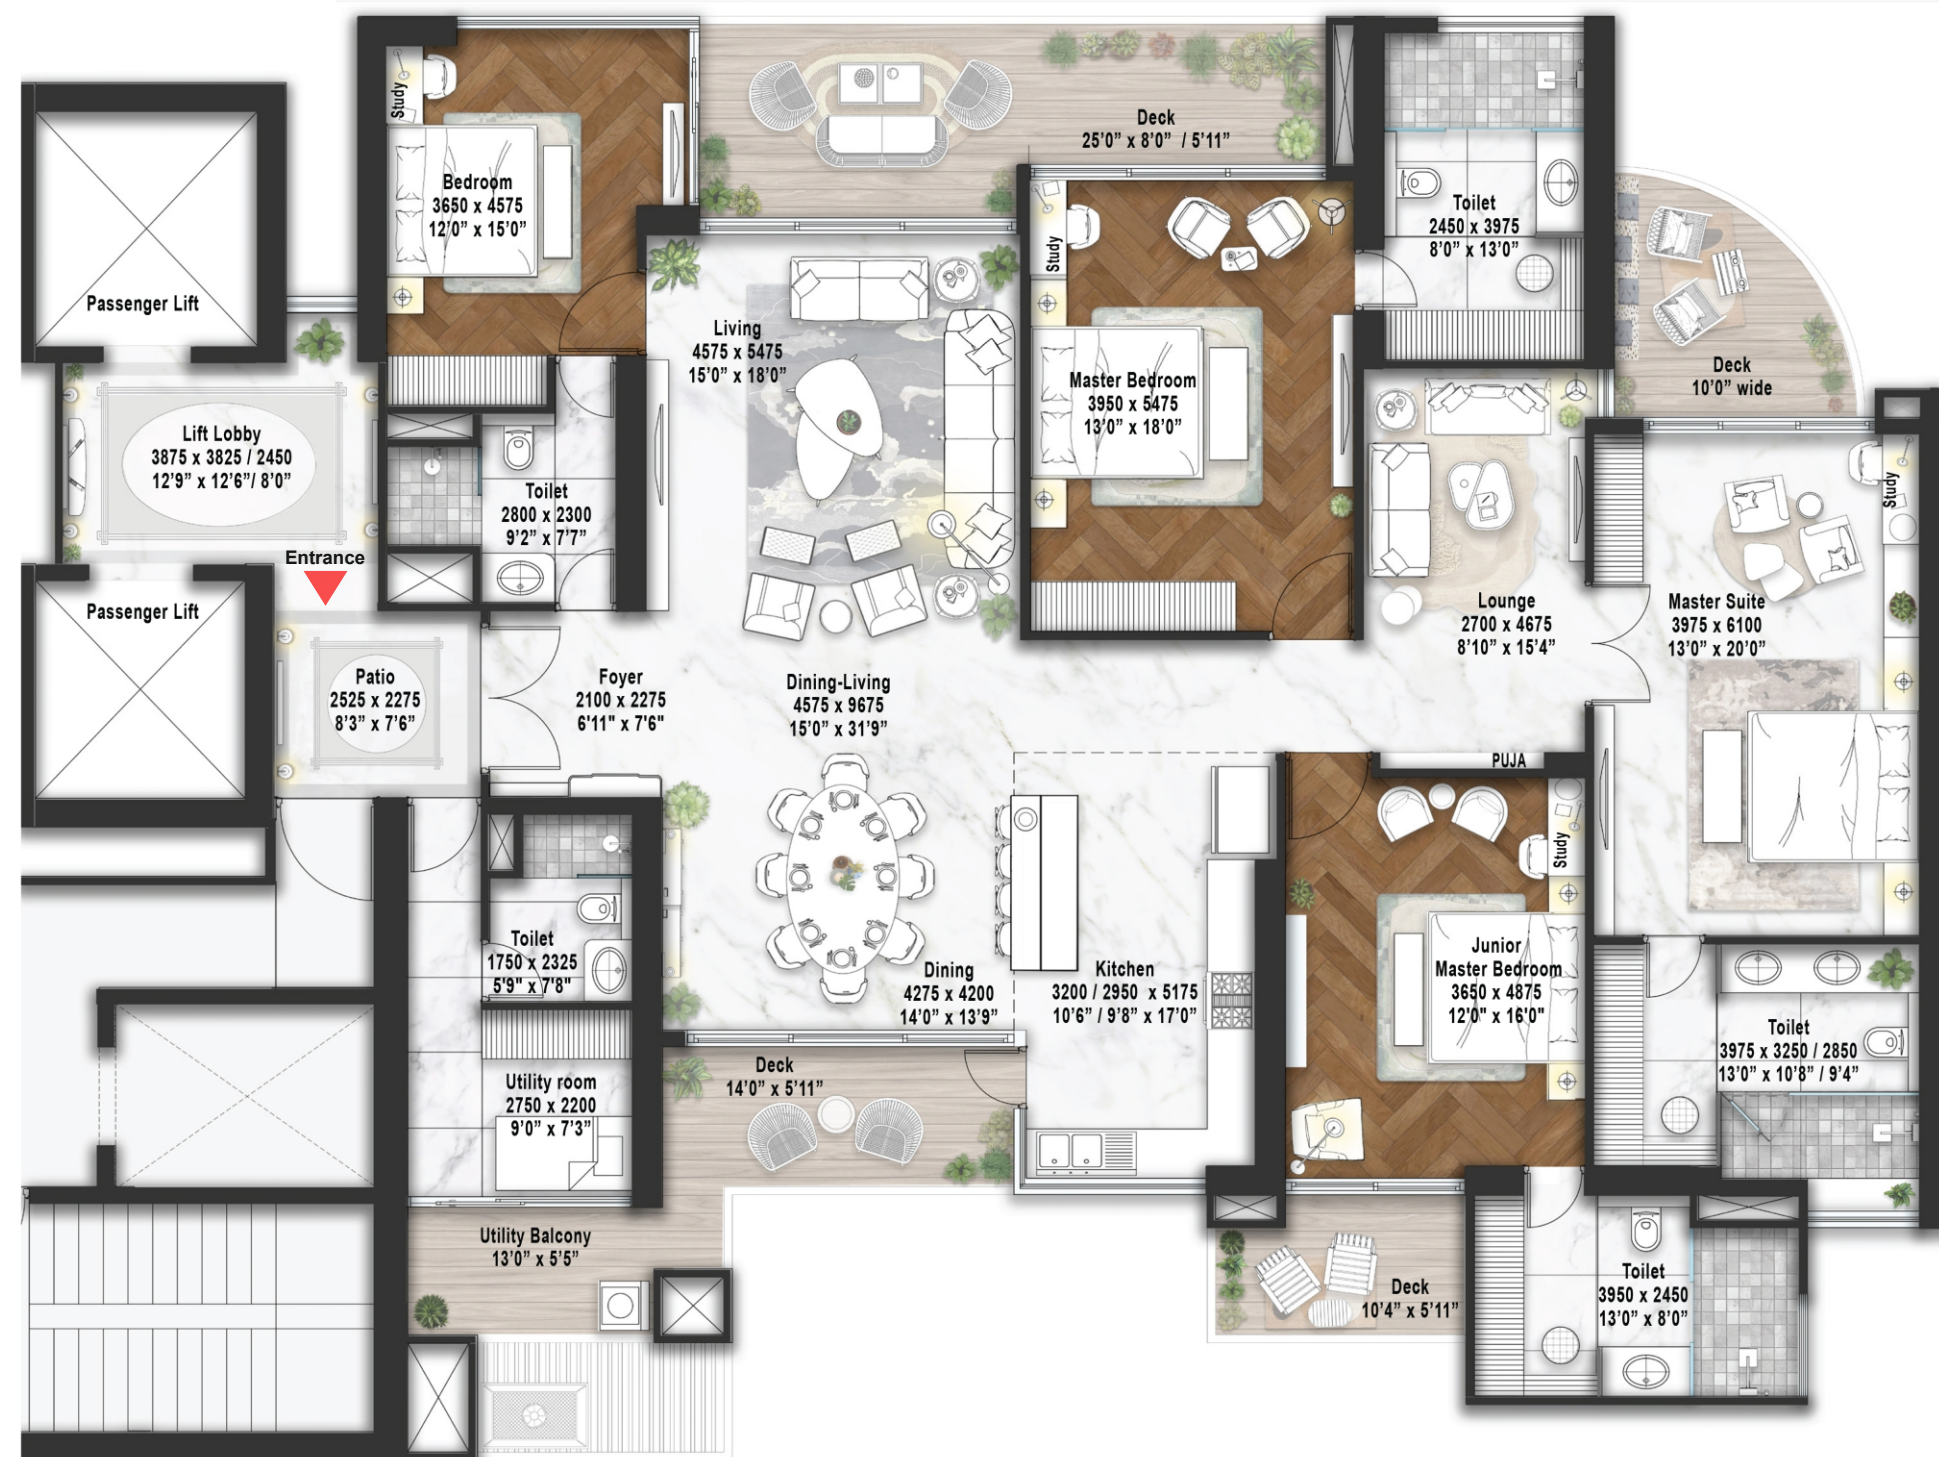 Study
Bedroom
3650 x 4575
12'0" x 15'0"
Deck
25'0" x 8'0" / 5'11"
Toilet
2450 x 3975
8'0" x 13'0"
Study
Passenger Lift
Living
4575 x 5475
15'0" x 18'0"
Master Bedroom
3950 x 5475
13'0" x 18'0"
Deck
10'0" wide
Lift Lobby
3875 x 3825 / 2450
12'9" x 12'6"/ 8'0"
Toilet
2800 x 2300
9'2" x 7'7"
Study
Entrance
Passenger Lift
Lounge
2700 x 4675
8'10" x 15'4"
Master Suite
3975 x 6100
13'0" x 20'0"
Patio
2525 x 2275
8'3" x 7'6"
Foyer
2100 x 2275
6'11" x 7'6"
Dining-Living
4575 x 9675
15'0" x 31'9"
PUJA
Study
Toilet
1750 x 2325
5'9" x 7'8"
Dining
4275 x 4200
14'0" x 13'9"
Kitchen
3200 / 2950 x 5175
10'6" / 9'8" x 17'0"
Junior
Master Bedroom
3650 x 4875
12'0" x 16'0"
Toilet
3975 x 3250 / 2850
13'0" x 10'8" / 9'4"
Deck
14'0" x 5'11"
Utility room
2750 x 2200
9'0" x 7'3"
Utility Balcony
13'0" x 5'5"
Deck
10'4" x 5'11"
Toilet
3950 x 2450
13'0" x 8'0"